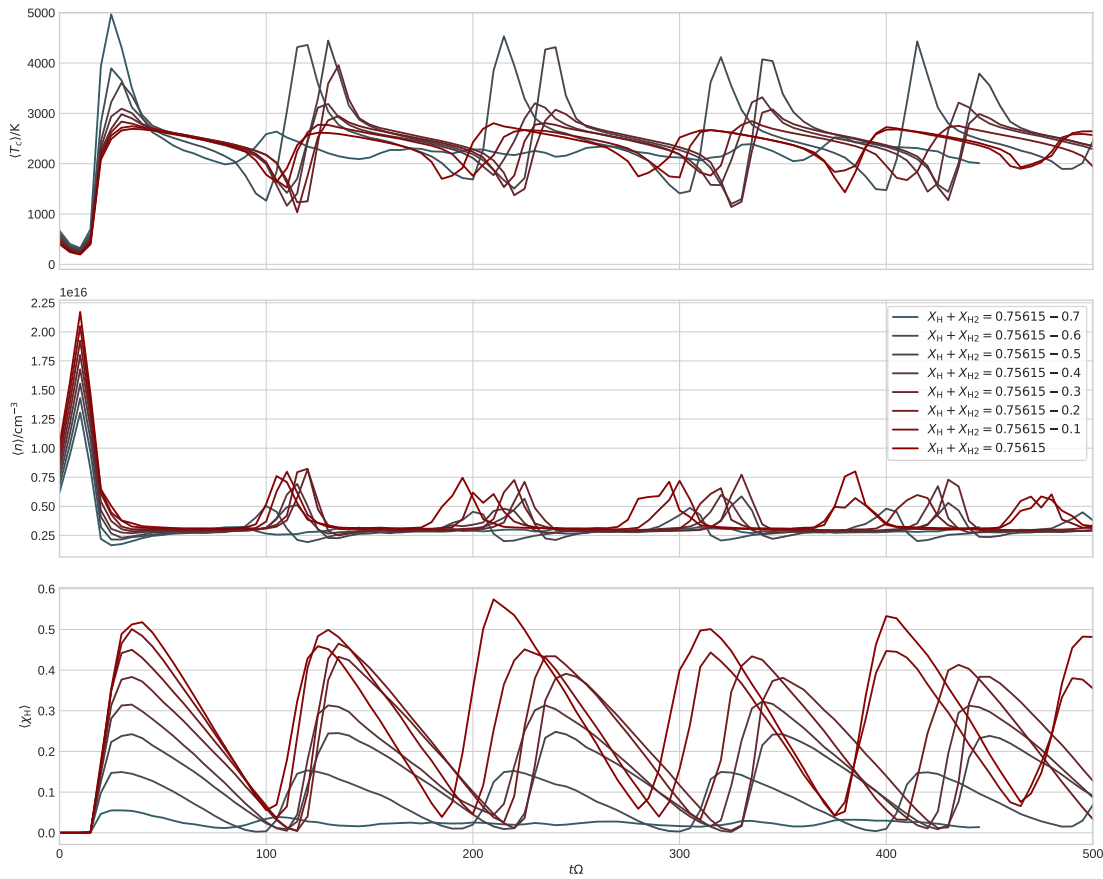 5000
4000
3000
2000
1000
0
⟨T_c⟩/K
1e16
2.25
2.00
1.75
1.50
1.25
1.00
0.75
0.50
0.25
⟨n⟩/cm⁻³
X_H + X_H2 = 0.75615 − 0.7
X_H + X_H2 = 0.75615 − 0.6
X_H + X_H2 = 0.75615 − 0.5
X_H + X_H2 = 0.75615 − 0.4
X_H + X_H2 = 0.75615 − 0.3
X_H + X_H2 = 0.75615 − 0.2
X_H + X_H2 = 0.75615 − 0.1
X_H + X_H2 = 0.75615
0.6
0.5
0.4
0.3
0.2
0.1
0.0
⟨χ_H⟩
0 100 200 300 400 500
tΩ